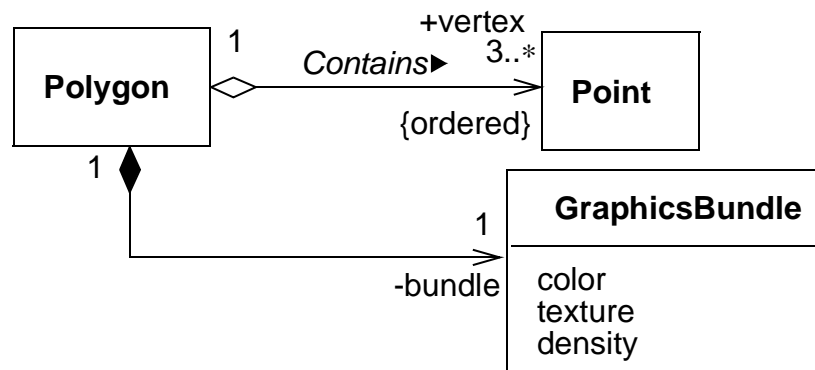 +vertex
1
3..*
Contains
Polygon
Point
{ordered}
1
GraphicsBundle
1
-bundle
color
texture
density